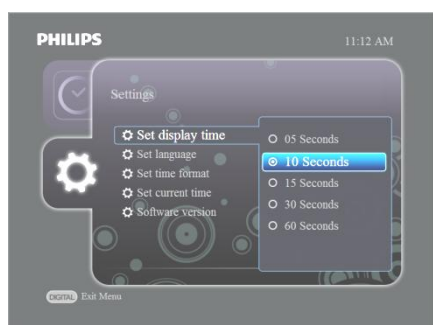 PHILIPS
11:12 AM
Settings
Set display time
Set language
Set time format
Set current time
Software version
05 Seconds
10 Seconds
15 Seconds
30 Seconds
60 Seconds
DIGITAL Exit Menu